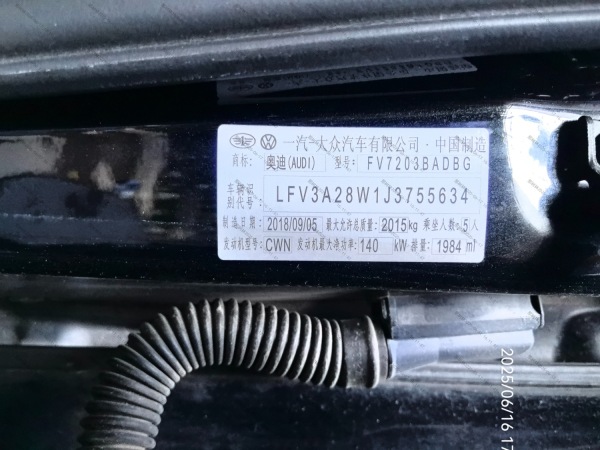 一汽-大众汽车有限公司·中国制造
商标: 奥迪(AUDI) 型号: FV7203BADBG
车辆识别代号: LFV3A28W1J3755634
制造日期: 2018/09/05 最大允许总质量: 2015kg 乘坐人数: 5人
发动机型号: CWN 发动机最大净功率: 140 kW 排量: 1984 ml
2025/06/16 17